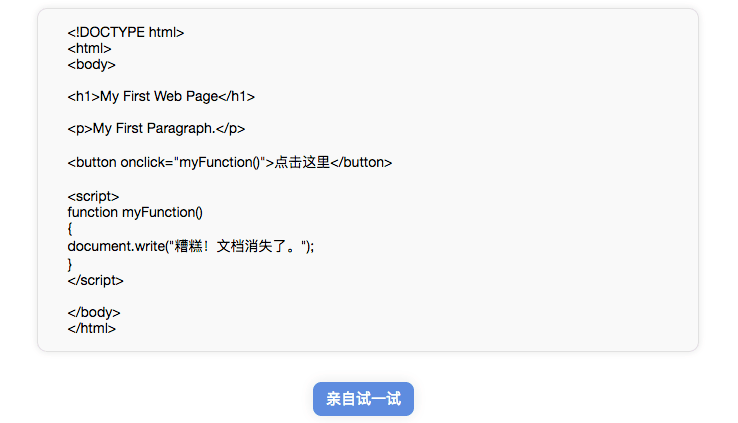 <!DOCTYPE html>
<html>
<body>
<h1>My First Web Page</h1>
<p>My First Paragraph.</p>
<button onclick="myFunction()">点击这里</button>
<script>
function myFunction()
{
document.write("糟糕！文档消失了。");
}
</script>
</body>
</html>
亲自试一试